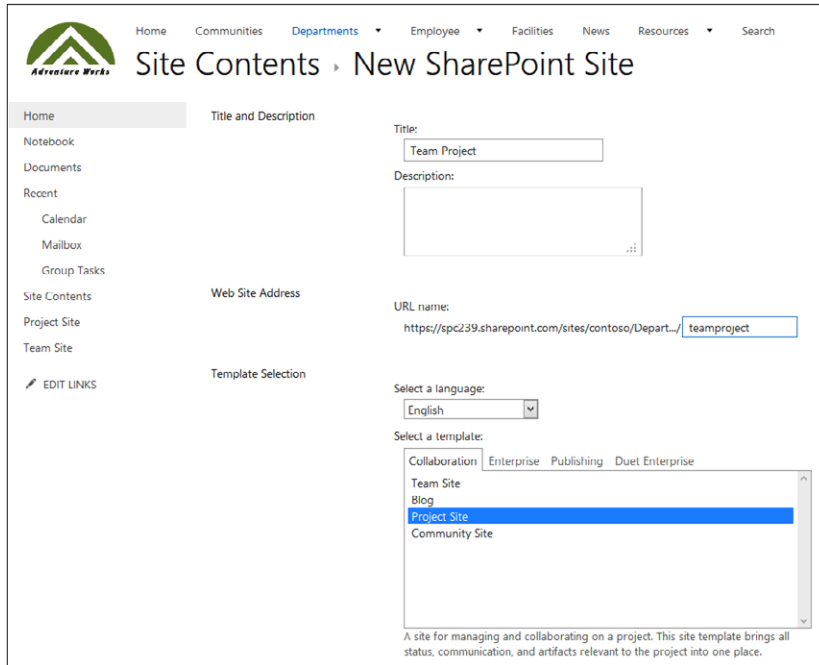 Home Communities Departments Employee Facilities News Resources Search
Adventure Works
Site Contents › New SharePoint Site
Home
Notebook
Documents
Recent
Calendar
Mailbox
Group Tasks
Site Contents
Project Site
Team Site
EDIT LINKS
Title and Description
Title:
Team Project
Description:
Web Site Address
URL name:
https://spc239.sharepoint.com/sites/contoso/Depart.../ teamproject
Template Selection
Select a language:
English
Select a template:
Collaboration Enterprise Publishing Duet Enterprise
Team Site
Blog
Project Site
Community Site
A site for managing and collaborating on a project. This site template brings all
status, communication, and artifacts relevant to the project into one place.